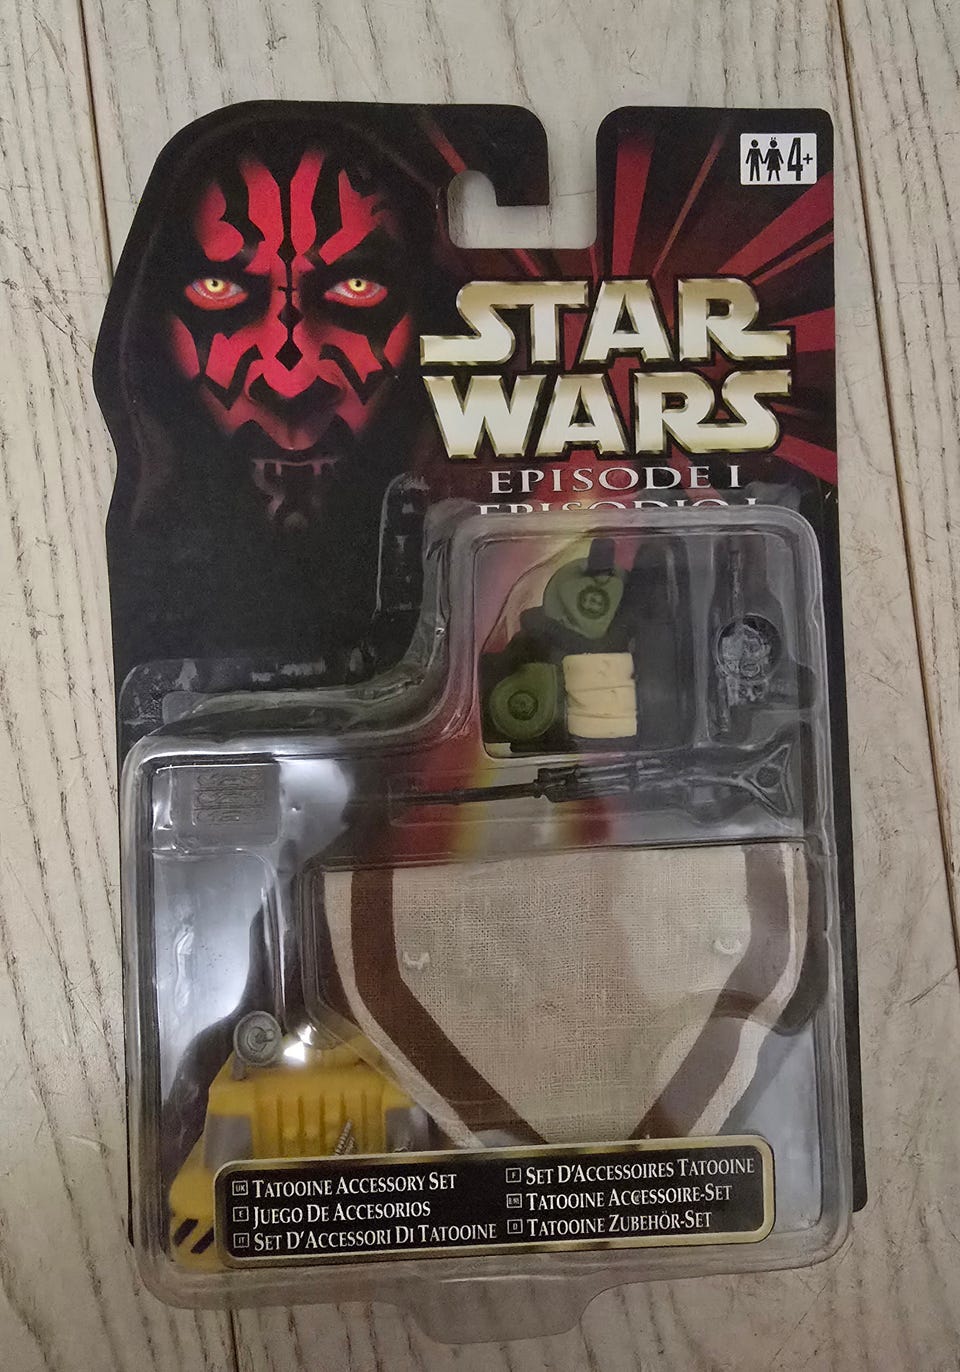 4+
STAR
WARS
EPISODE I
EPISODIO I
UK TATOOINE ACCESSORY SET
E JUEGO DE ACCESORIOS
IT SET D'ACCESSORI DI TATOOINE
F SET D'ACCESSOIRES TATOOINE
TATOOINE ACCESSOIRE-SET
D TATOOINE ZUBEHÖR-SET